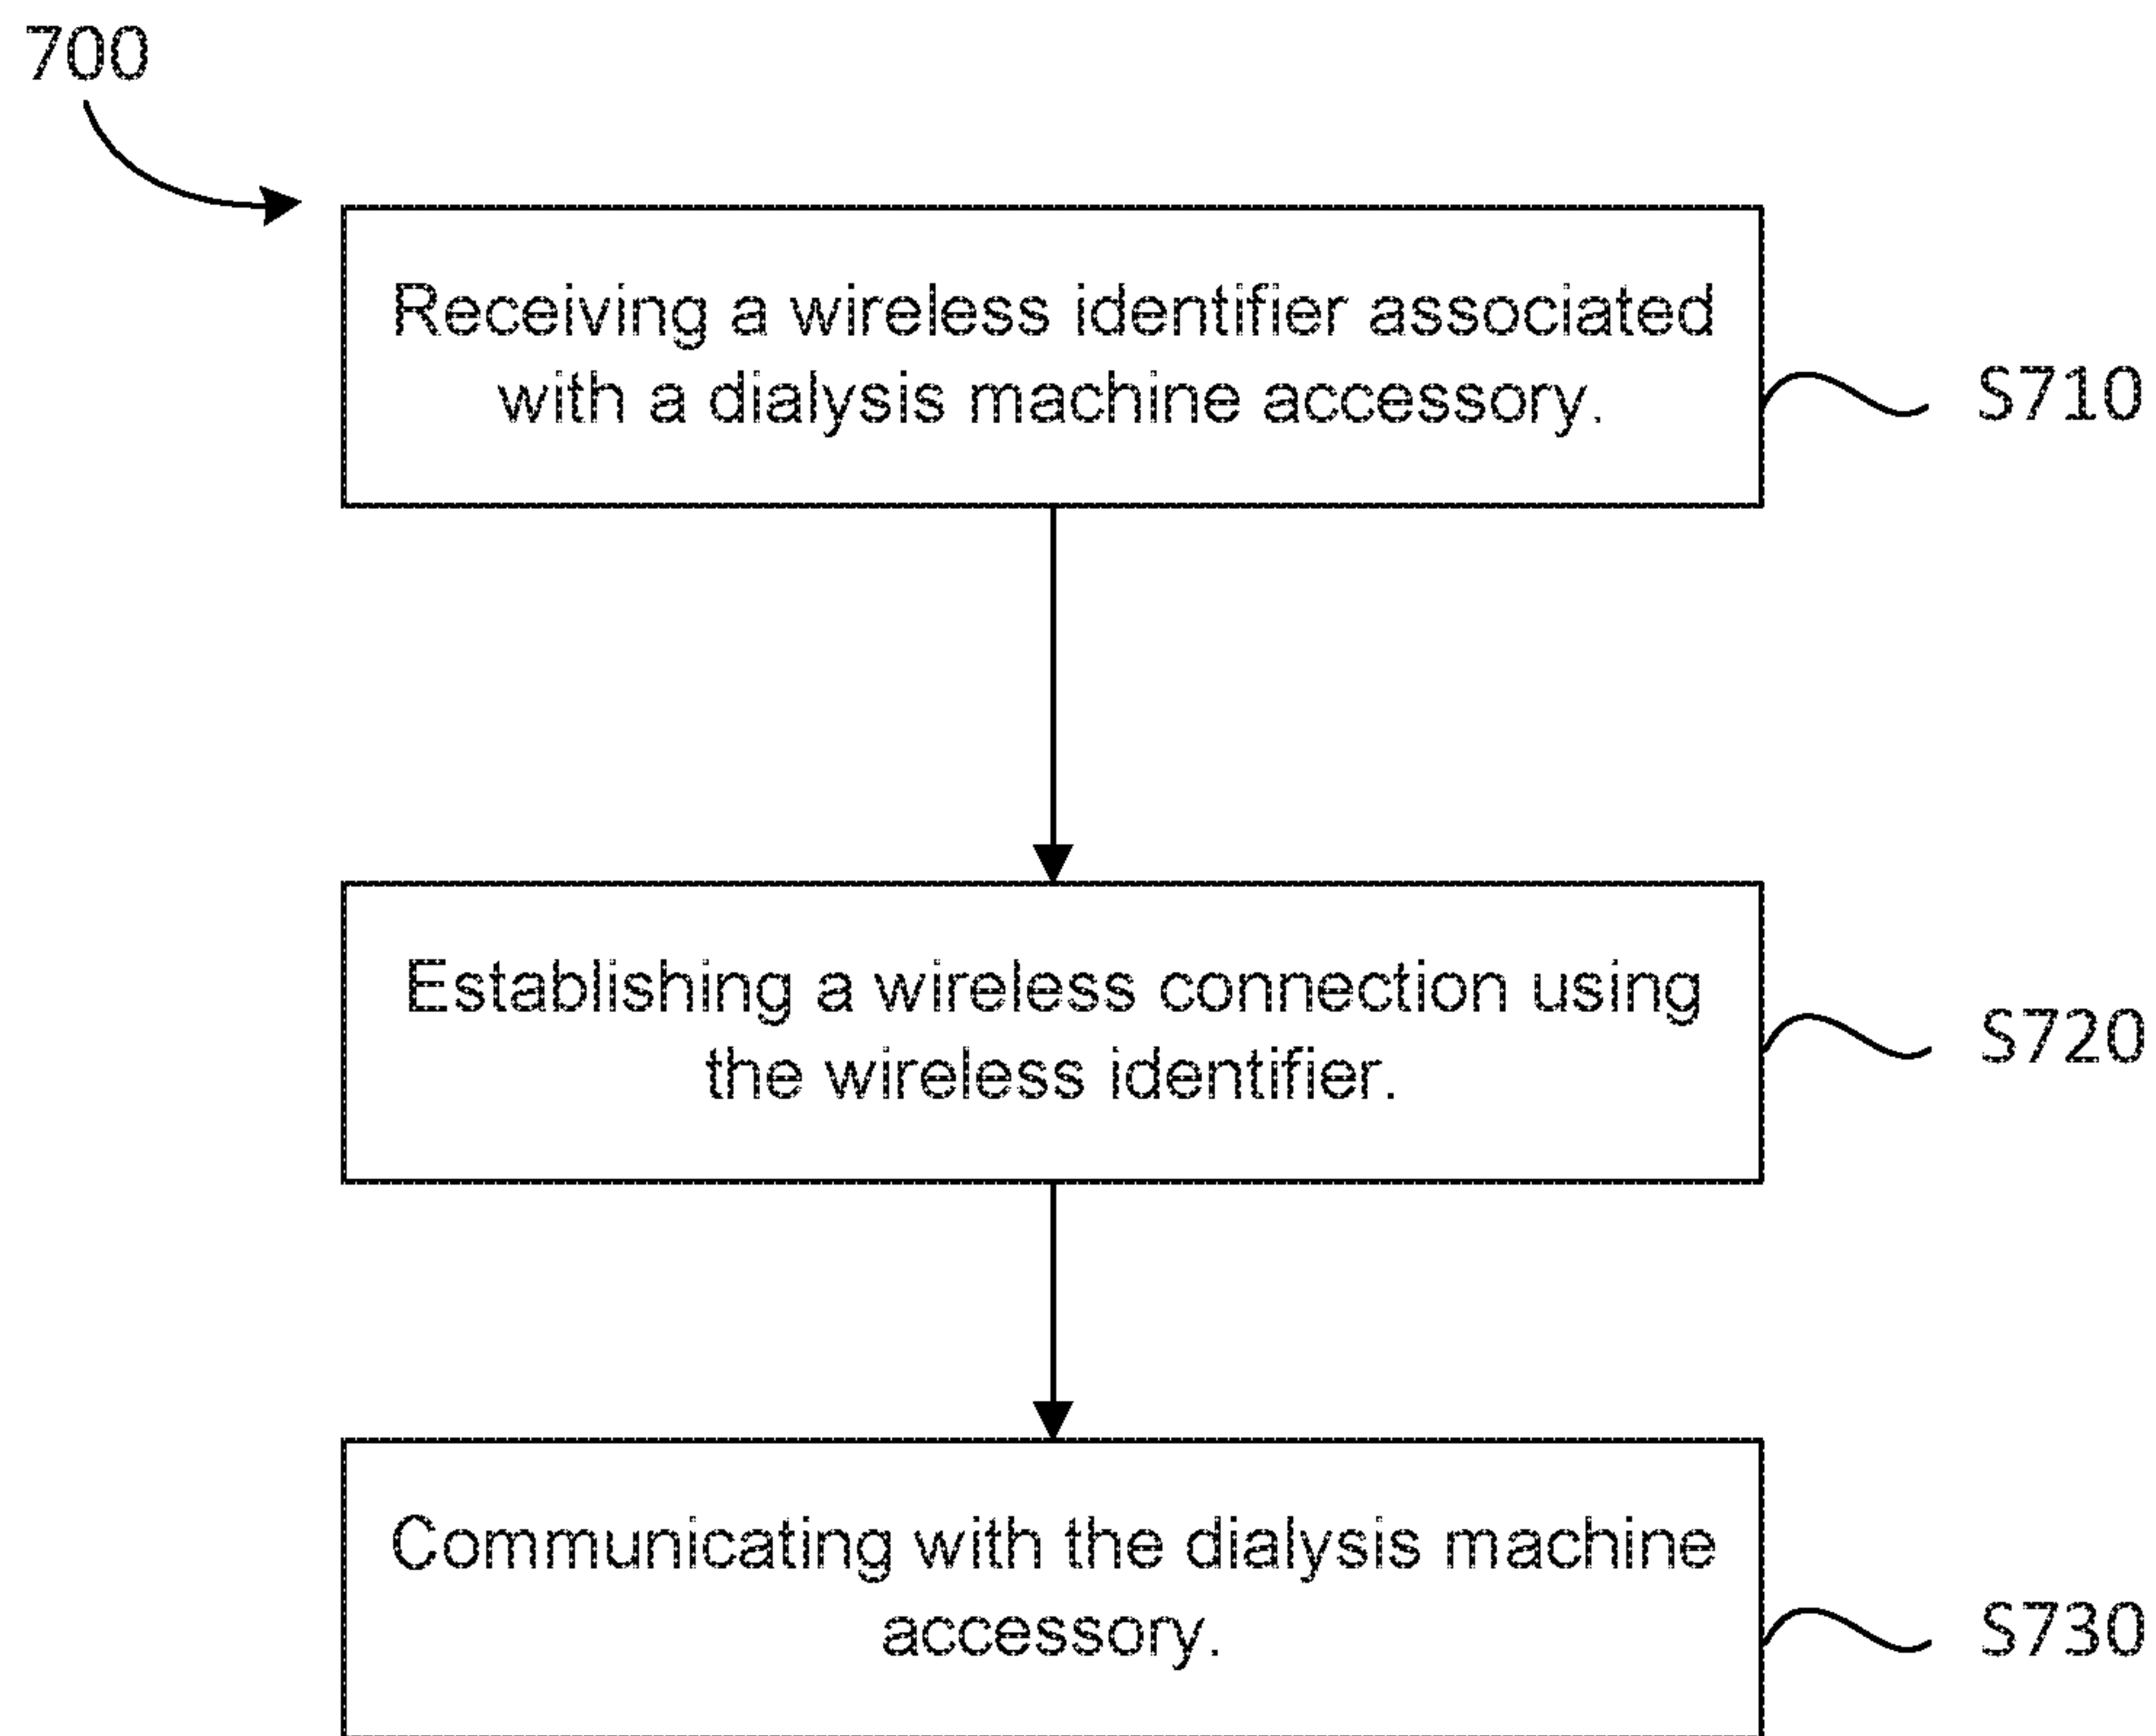 700
Receiving a wireless identifier associated
with a dialysis machine accessory.
S710
Establishing a wireless connection using
the wireless identifier.
S720
Communicating with the dialysis machine
accessory.
S730